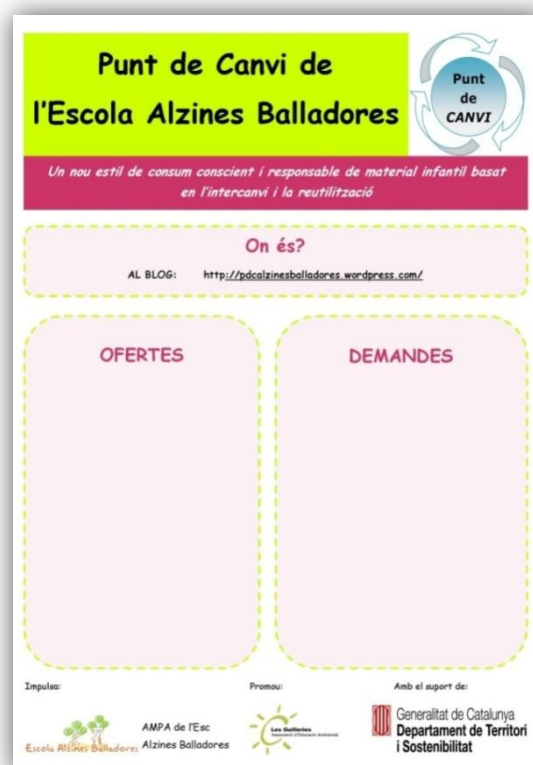 Punt de Canvi de
l'Escola Alzines Balladores
Punt
de
CANVI
Un nou estil de consum conscient i responsable de material infantil basat
en l'intercanvi i la reutilització
On és?
AL BLOG: http://pdcalzinesballadores.wordpress.com/
OFERTES
DEMANDES
Impulsa:
Promou:
Amb el suport de:
Escola Alzines Balladores
AMPA de l'Esc
Alzines Balladores
Les Guilleries
Associació d'Educació Ambiental
Generalitat de Catalunya
Departament de Territori
i Sostenibilitat